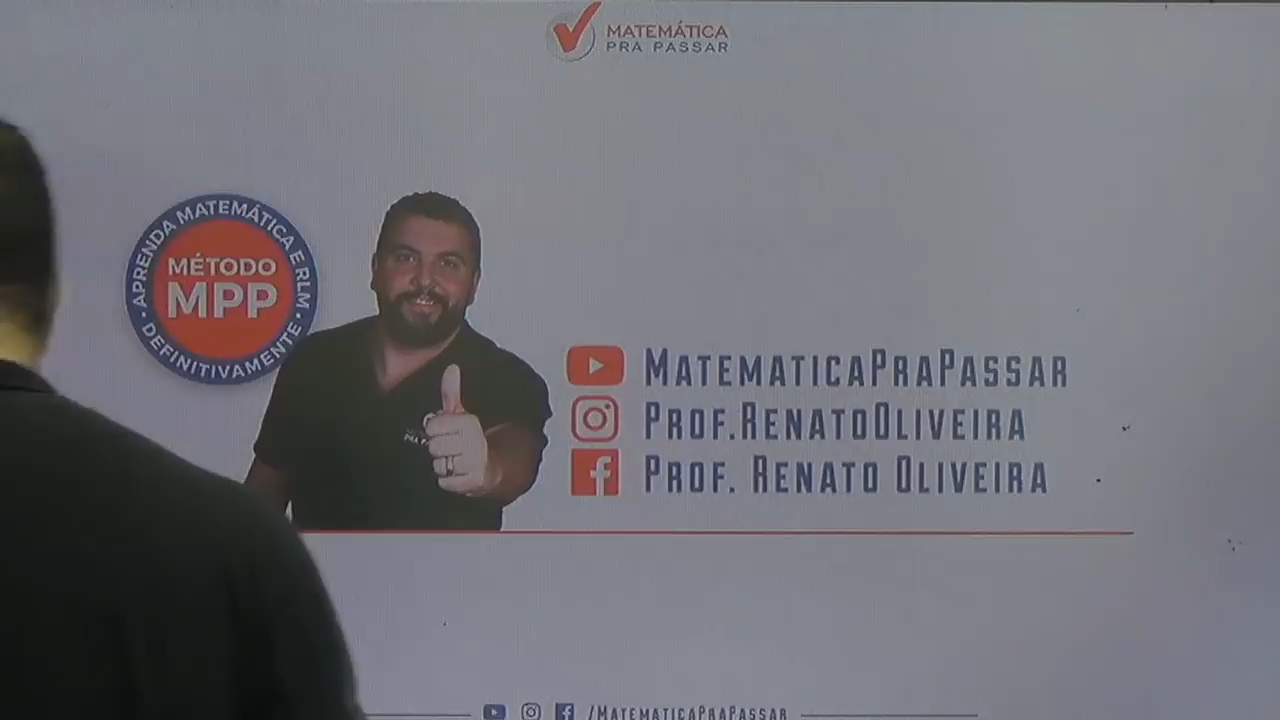 MATEMÁTICA
PRA PASSAR
APRENDA MATEMÁTICA E RLM
MÉTODO
MPP
• DEFINITIVAMENTE •
MATEMATICAPRAPASSAR
PROF.RENATOOLIVEIRA
PROF. RENATO OLIVEIRA
/MATEMATICAPRAPASSAR